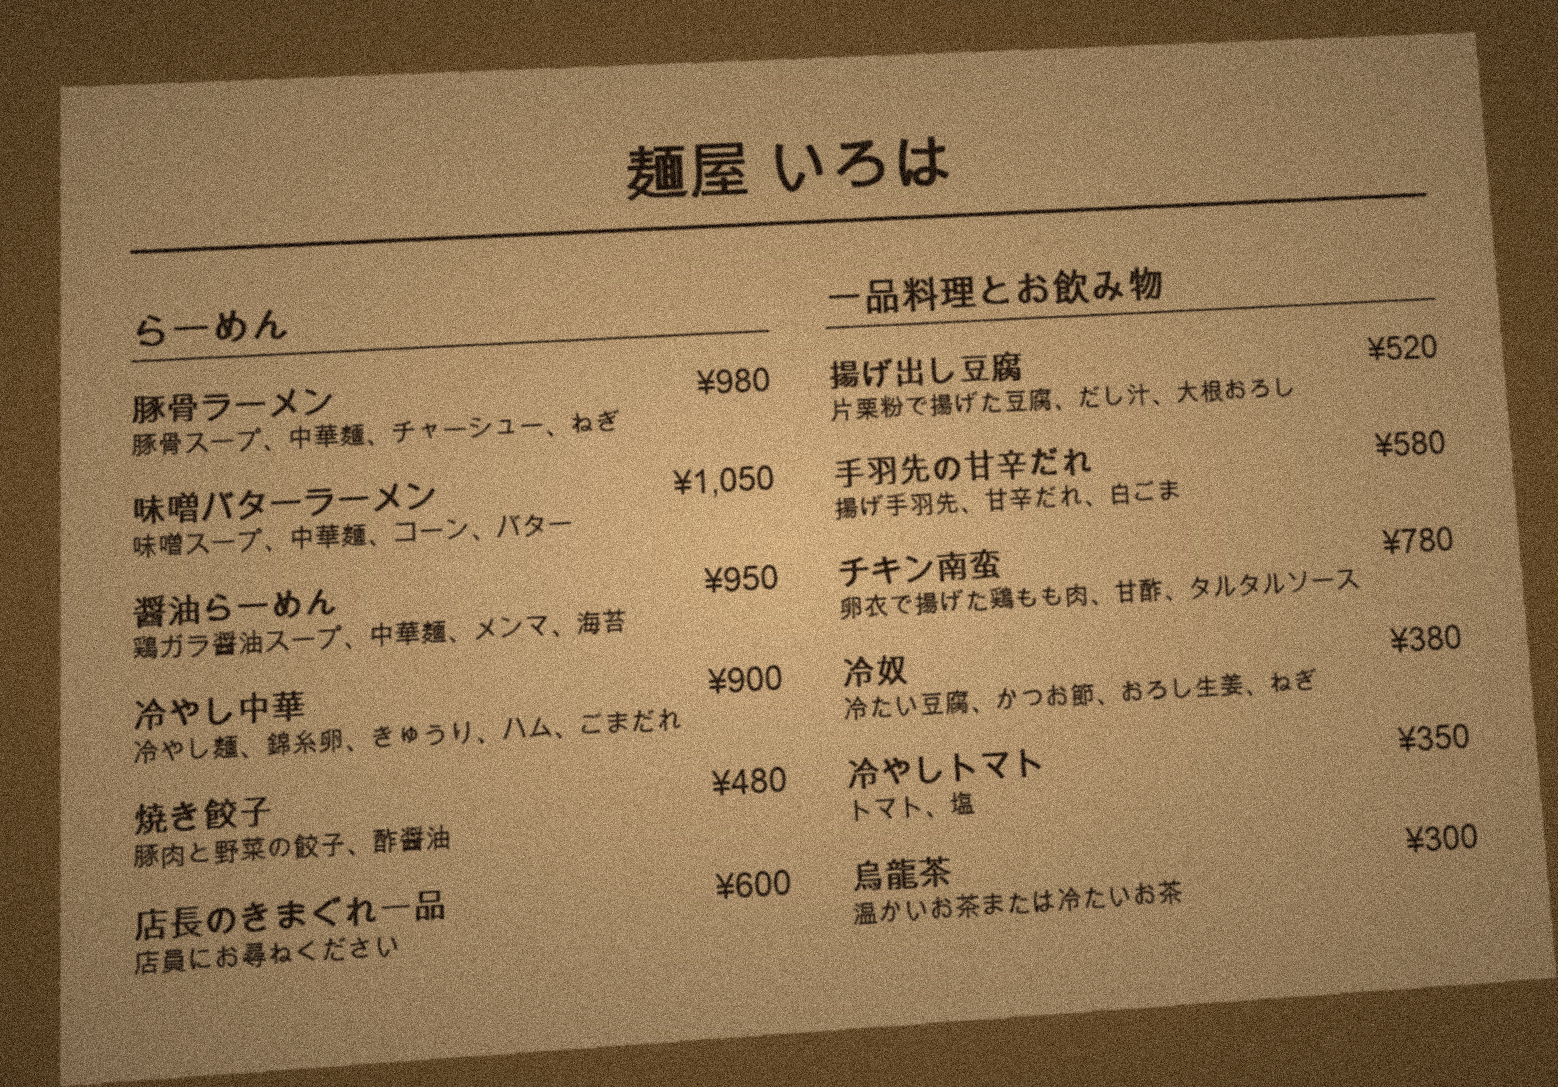 麺屋 いろは
らーめん
豚骨ラーメン ¥980
豚骨スープ、中華麺、チャーシュー、ねぎ
味噌バターラーメン ¥1,050
味噌スープ、中華麺、コーン、バター
醤油らーめん ¥950
鶏ガラ醤油スープ、中華麺、メンマ、海苔
冷やし中華 ¥900
冷やし麺、錦糸卵、きゅうり、ハム、ごまだれ
焼き餃子 ¥480
豚肉と野菜の餃子、酢醤油
店長のきまぐれ一品 ¥600
店員にお尋ねください
一品料理とお飲み物
揚げ出し豆腐 ¥520
片栗粉で揚げた豆腐、だし汁、大根おろし
手羽先の甘辛だれ ¥580
揚げ手羽先、甘辛だれ、白ごま
チキン南蛮 ¥780
卵衣で揚げた鶏もも肉、甘酢、タルタルソース
冷奴 ¥380
冷たい豆腐、かつお節、おろし生姜、ねぎ
冷やしトマト ¥350
トマト、塩
烏龍茶 ¥300
温かいお茶または冷たいお茶